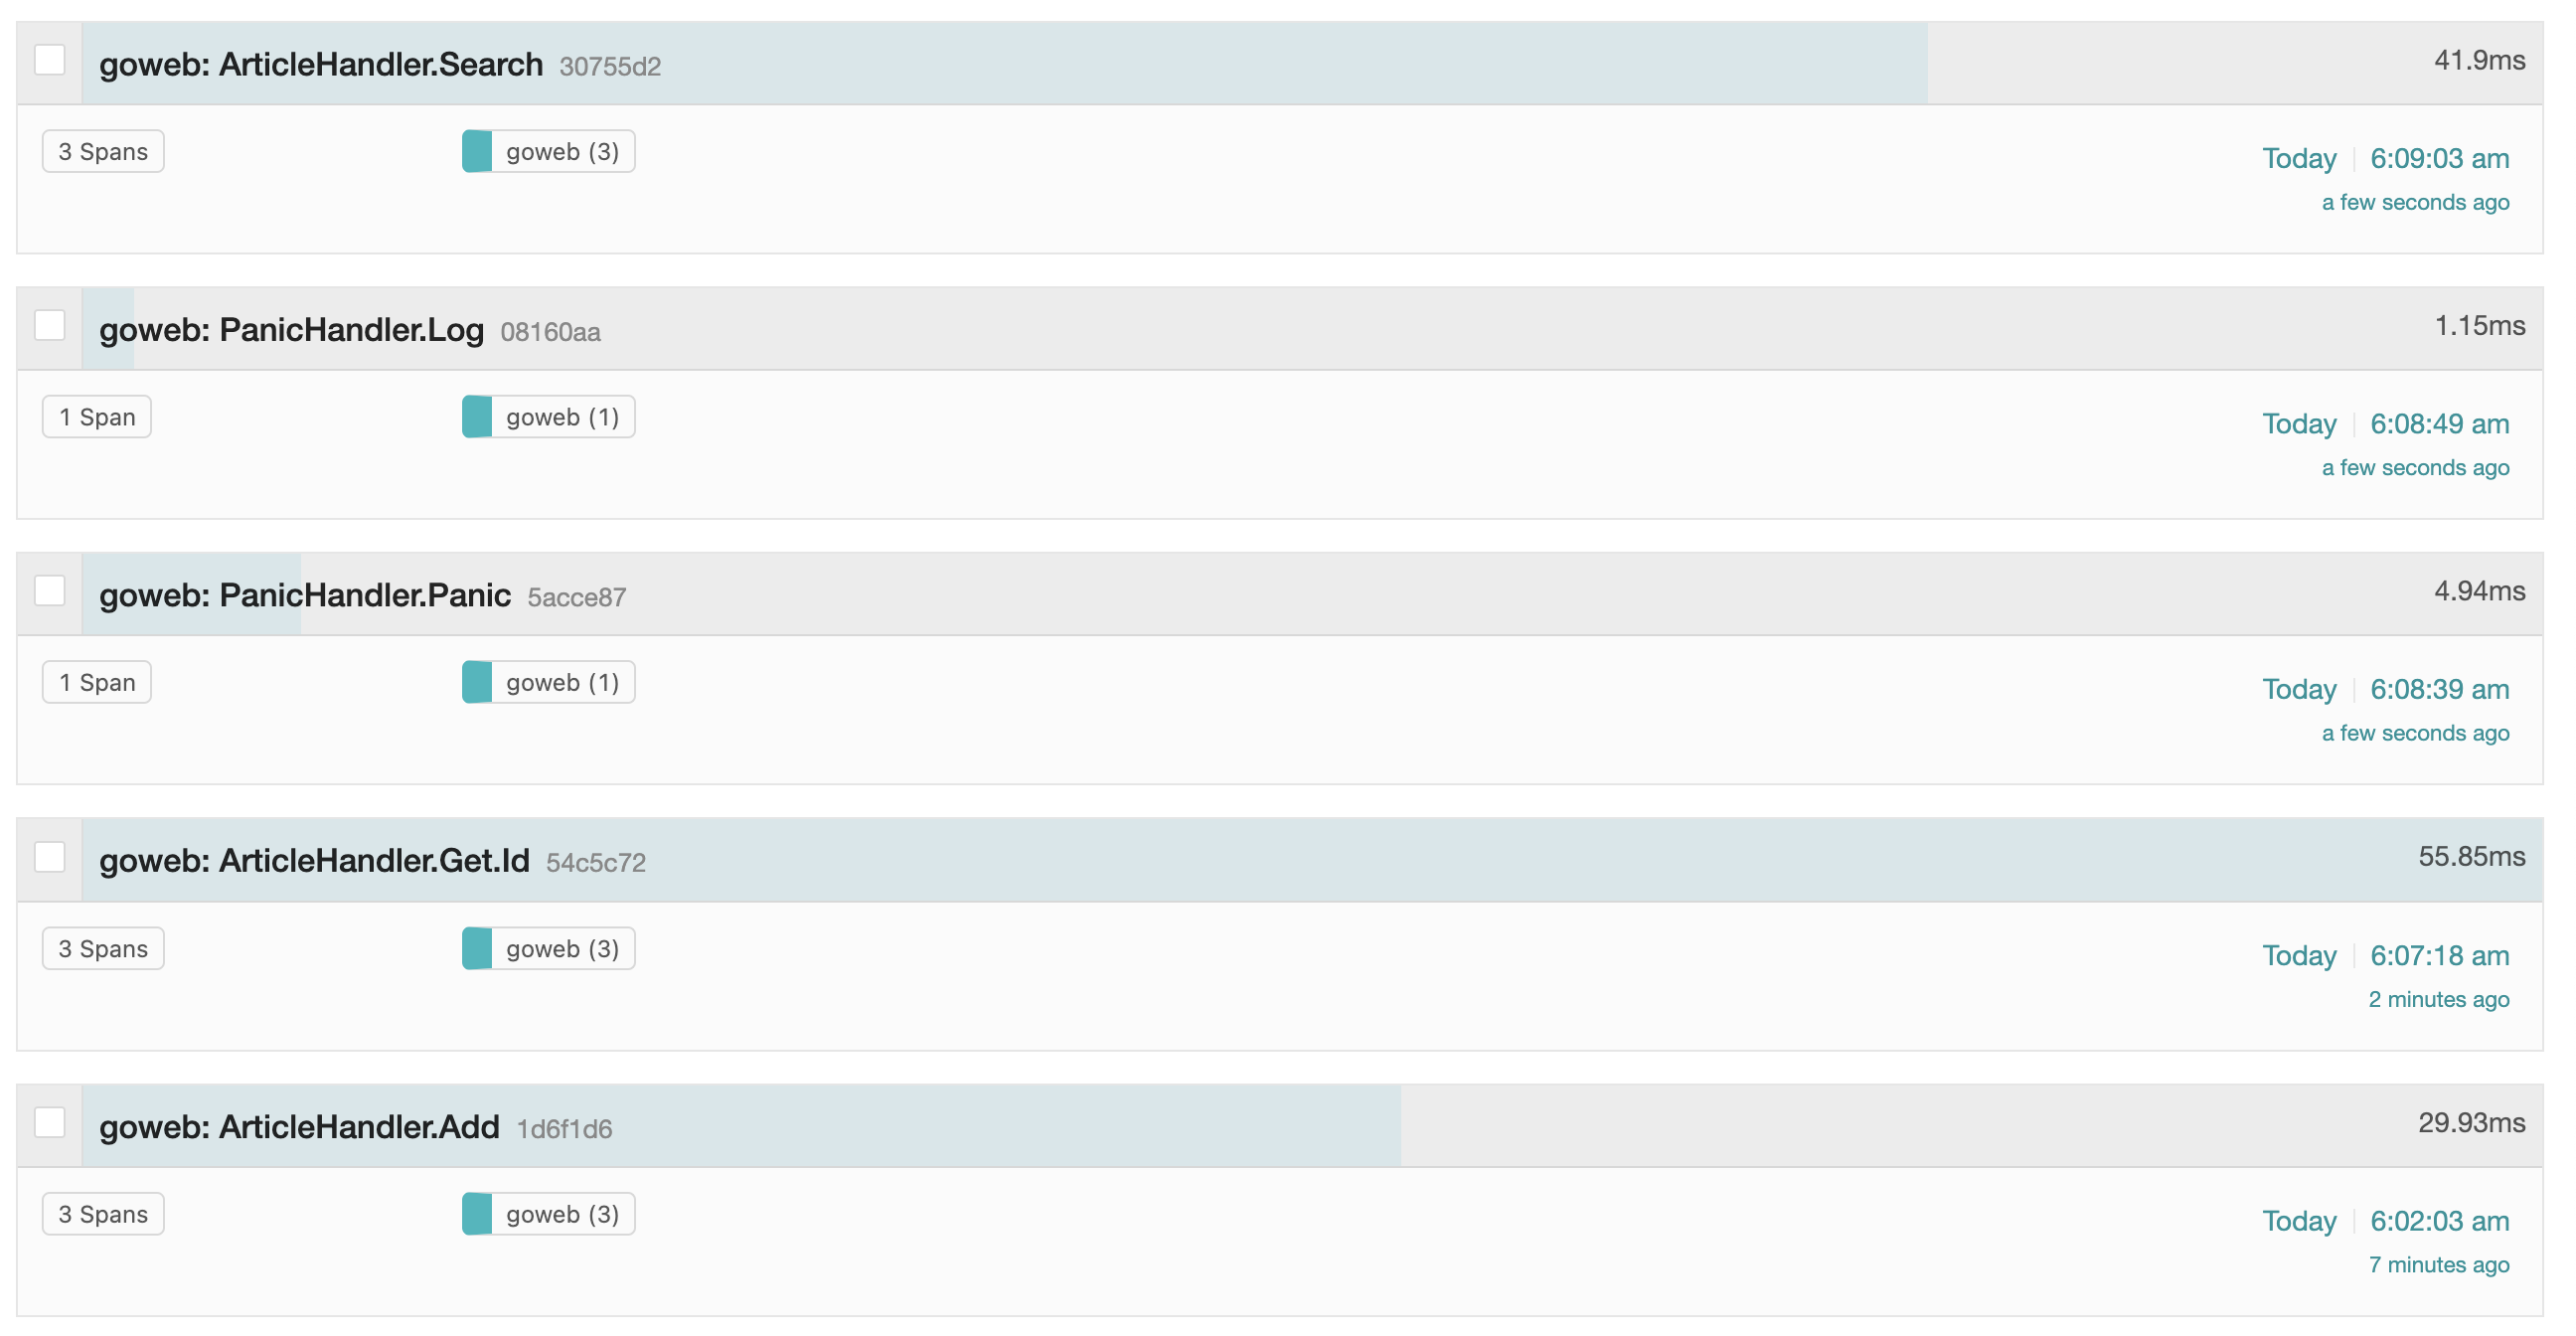 goweb: ArticleHandler.Search 30755d2 41.9ms
3 Spans goweb (3) Today 6:09:03 am
a few seconds ago
goweb: PanicHandler.Log 08160aa 1.15ms
1 Span goweb (1) Today 6:08:49 am
a few seconds ago
goweb: PanicHandler.Panic 5acce87 4.94ms
1 Span goweb (1) Today 6:08:39 am
a few seconds ago
goweb: ArticleHandler.Get.Id 54c5c72 55.85ms
3 Spans goweb (3) Today 6:07:18 am
2 minutes ago
goweb: ArticleHandler.Add 1d6f1d6 29.93ms
3 Spans goweb (3) Today 6:02:03 am
7 minutes ago